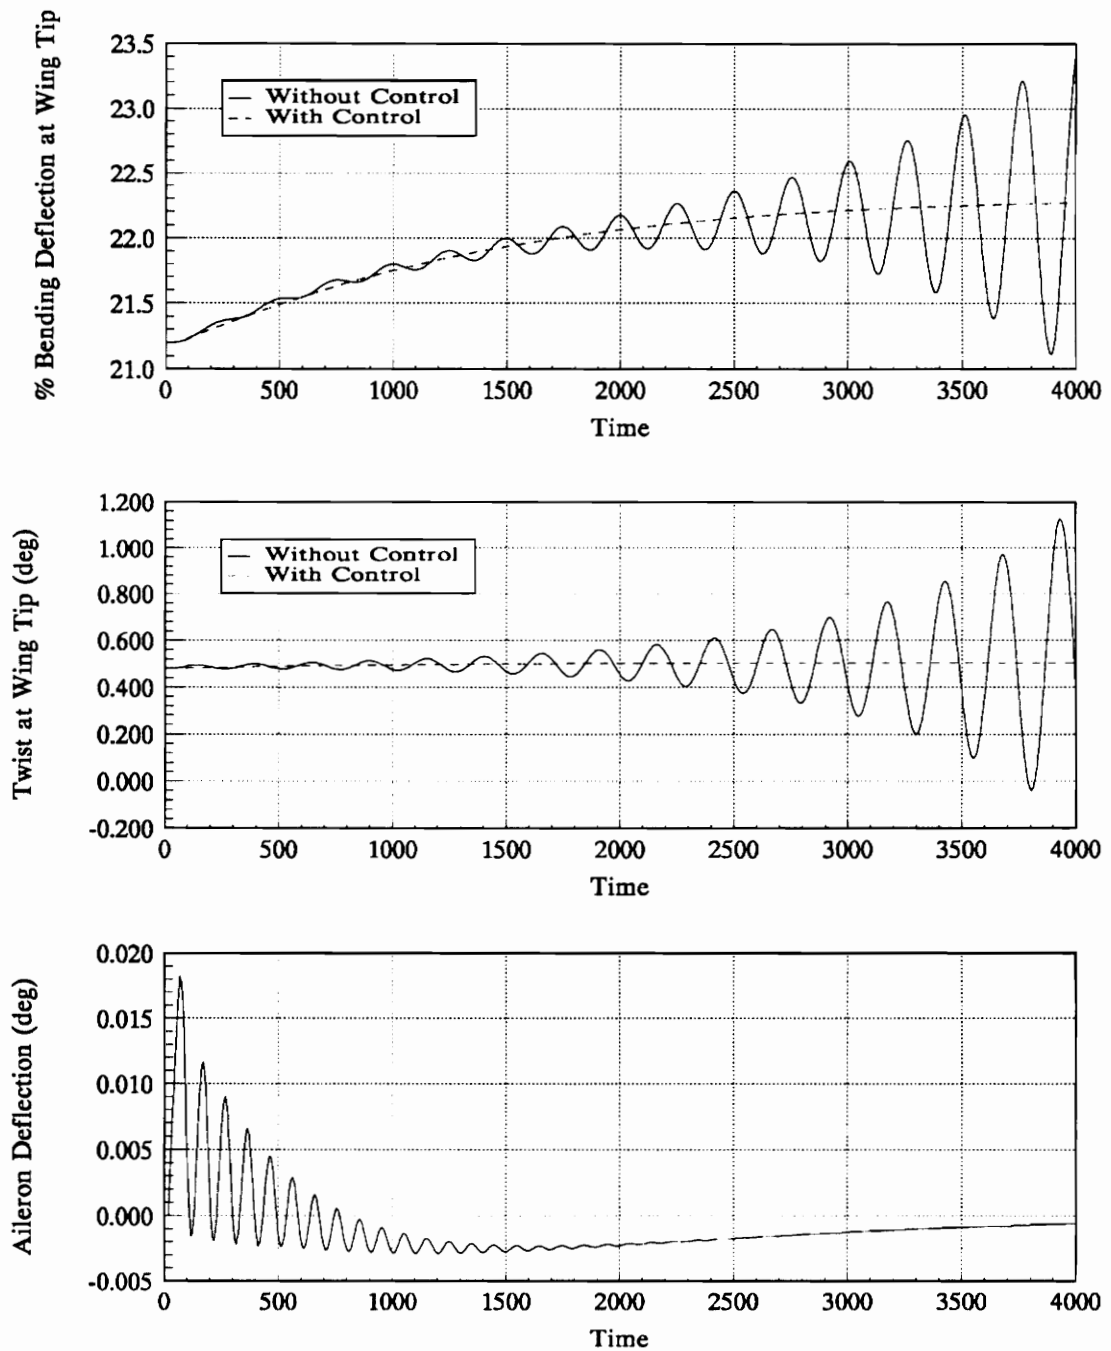 % Bending Deflection at Wing Tip
23.5
23.0
22.5
22.0
21.5
21.0
Without Control
With Control
0 500 1000 1500 2000 2500 3000 3500 4000
Time
Twist at Wing Tip (deg)
1.200
1.000
0.800
0.600
0.400
0.200
0.000
-0.200
Without Control
With Control
0 500 1000 1500 2000 2500 3000 3500 4000
Time
Aileron Deflection (deg)
0.020
0.015
0.010
0.005
0.000
-0.005
0 500 1000 1500 2000 2500 3000 3500 4000
Time